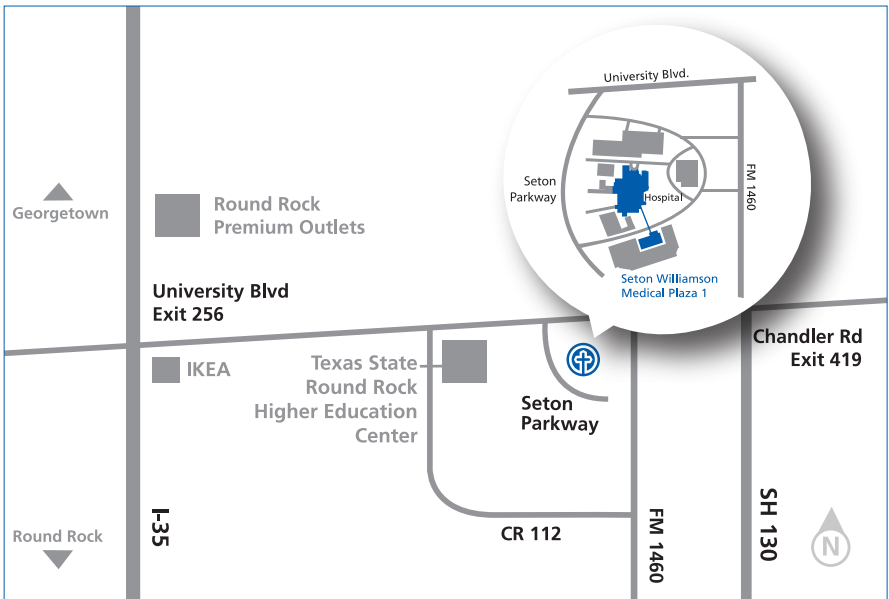 University Blvd.
Seton
Parkway
FM 1460
Hospital
Seton Williamson
Medical Plaza 1
Georgetown
Round Rock
Premium Outlets
University Blvd
Exit 256
Chandler Rd
Exit 419
IKEA
Texas State
Round Rock
Higher Education
Center
Seton
Parkway
I-35
CR 112
FM 1460
SH 130
Round Rock
N